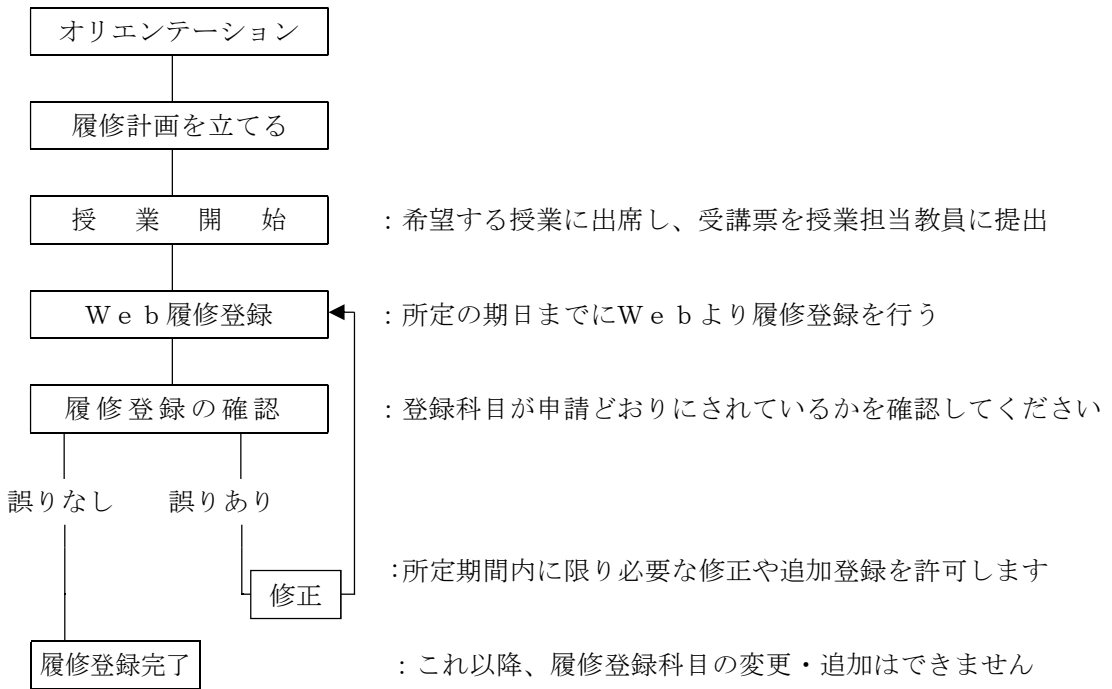 オリエンテーション
履修計画を立てる
授　業　開　始　：希望する授業に出席し、受講票を授業担当教員に提出
Ｗｅｂ履修登録　：所定の期日までにＷｅｂより履修登録を行う
履修登録の確認　：登録科目が申請どおりにされているかを確認してください
誤りなし　誤りあり
：所定期間内に限り必要な修正や追加登録を許可します
修正
履修登録完了　：これ以降、履修登録科目の変更・追加はできません